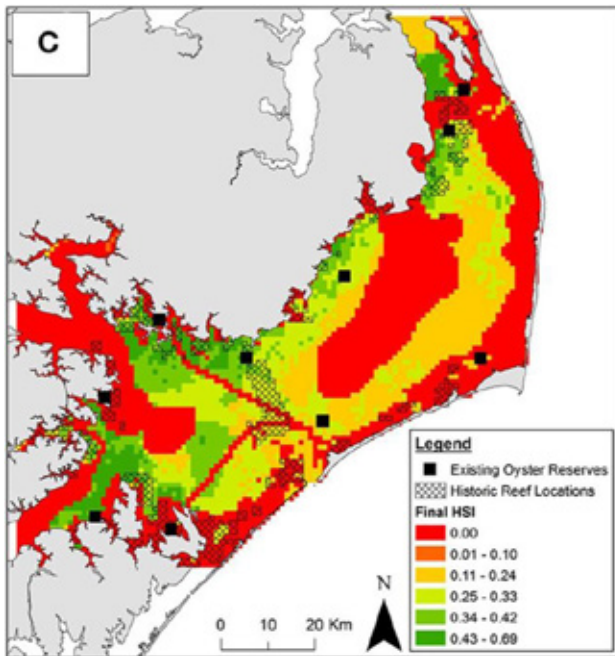 C
Legend
Existing Oyster Reserves
Historic Reef Locations
Final HSI
0.00
0.01 - 0.10
0.11 - 0.24
0.25 - 0.33
0.34 - 0.42
0.43 - 0.69
N
0 10 20 Km